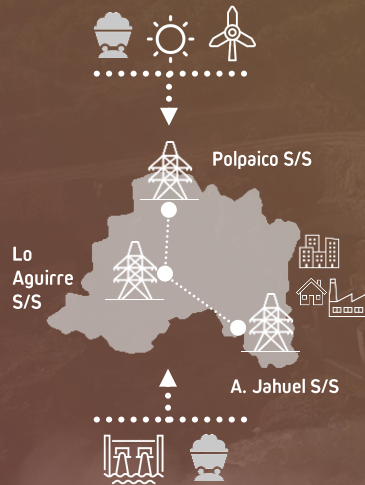 Polpaico S/S
Lo
Aguirre
S/S
A. Jahuel S/S